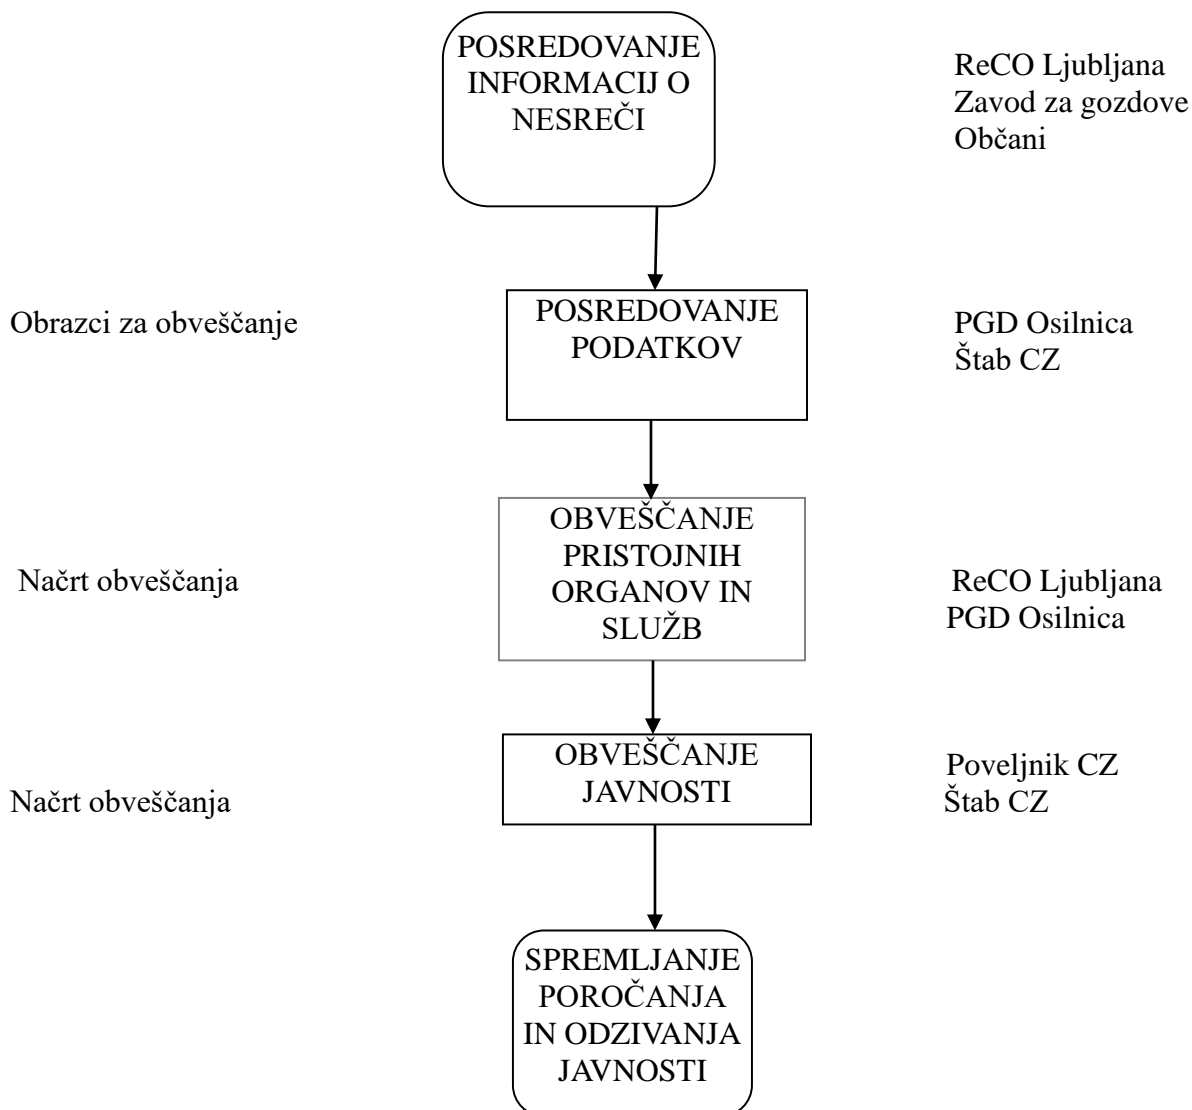 POSREDOVANJE
INFORMACIJ O
NESREČI
ReCO Ljubljana
Zavod za gozdove
Občani
Obrazci za obveščanje
POSREDOVANJE
PODATKOV
PGD Osilnica
Štab CZ
Načrt obveščanja
OBVEŠČANJE
PRISTOJNIH
ORGANOV IN
SLUŽB
ReCO Ljubljana
PGD Osilnica
Načrt obveščanja
OBVEŠČANJE
JAVNOSTI
Poveljnik CZ
Štab CZ
SPREMLJANJE
POROČANJA
IN ODZIVANJA
JAVNOSTI